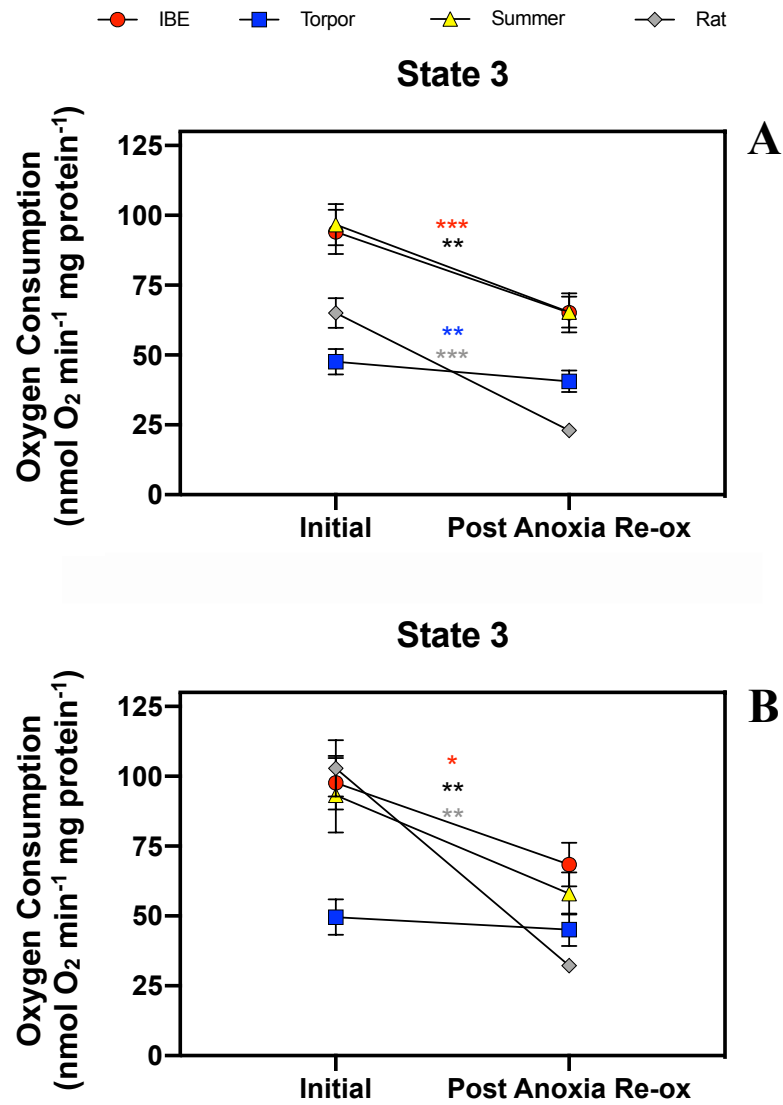 IBE Torpor Summer Rat
State 3
A
Oxygen Consumption
(nmol O₂ min⁻¹ mg protein⁻¹)
125
100
75
50
25
0
***
**
**
***
Initial Post Anoxia Re-ox
State 3
B
Oxygen Consumption
(nmol O₂ min⁻¹ mg protein⁻¹)
125
100
75
50
25
0
*
**
**
Initial Post Anoxia Re-ox